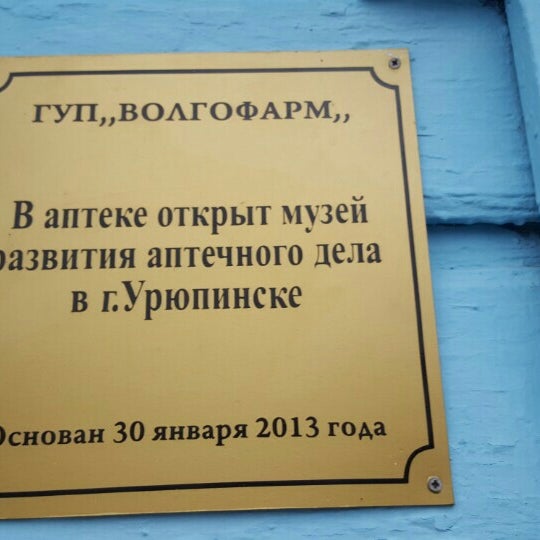 ГУП,,ВОЛГОФАРМ,,
В аптеке открыт музей
развития аптечного дела
в г.Урюпинске
Основан 30 января 2013 года